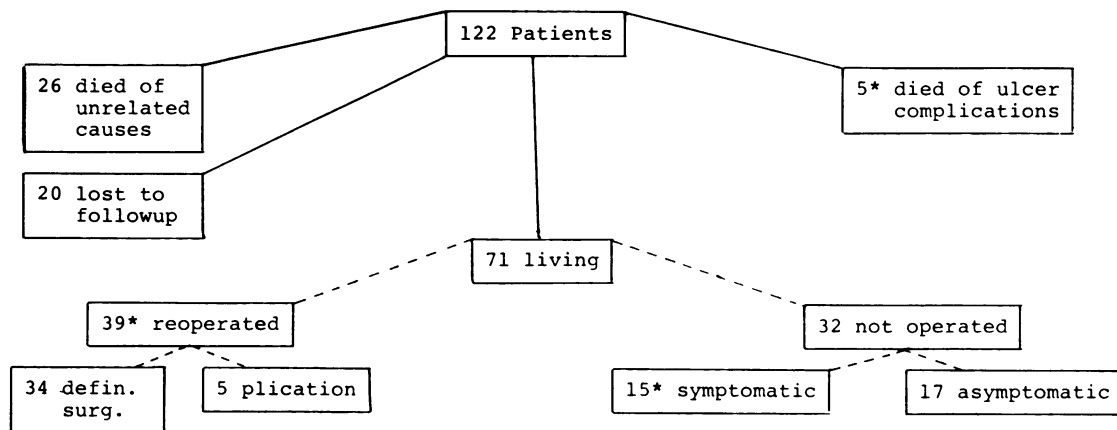 122 Patients
26 died of
unrelated
causes
5* died of ulcer
complications
20 lost to
followup
71 living
39* reoperated
32 not operated
34 defin.
surg.
5 plication
15* symptomatic
17 asymptomatic